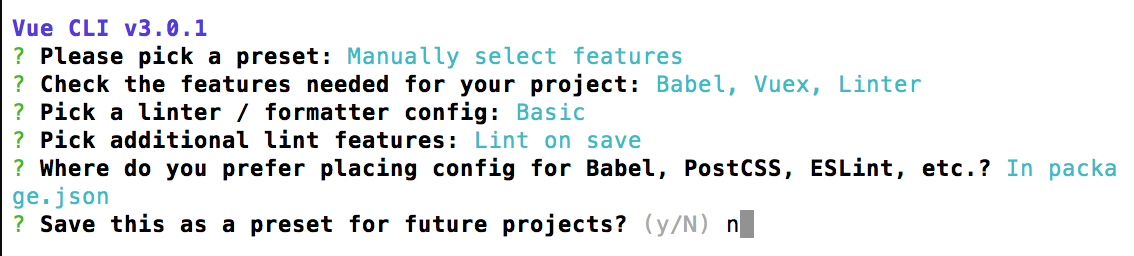 Vue CLI v3.0.1
? Please pick a preset: Manually select features
? Check the features needed for your project: Babel, Vuex, Linter
? Pick a linter / formatter config: Basic
? Pick additional lint features: Lint on save
? Where do you prefer placing config for Babel, PostCSS, ESLint, etc.? In packa
ge.json
? Save this as a preset for future projects? (y/N) n